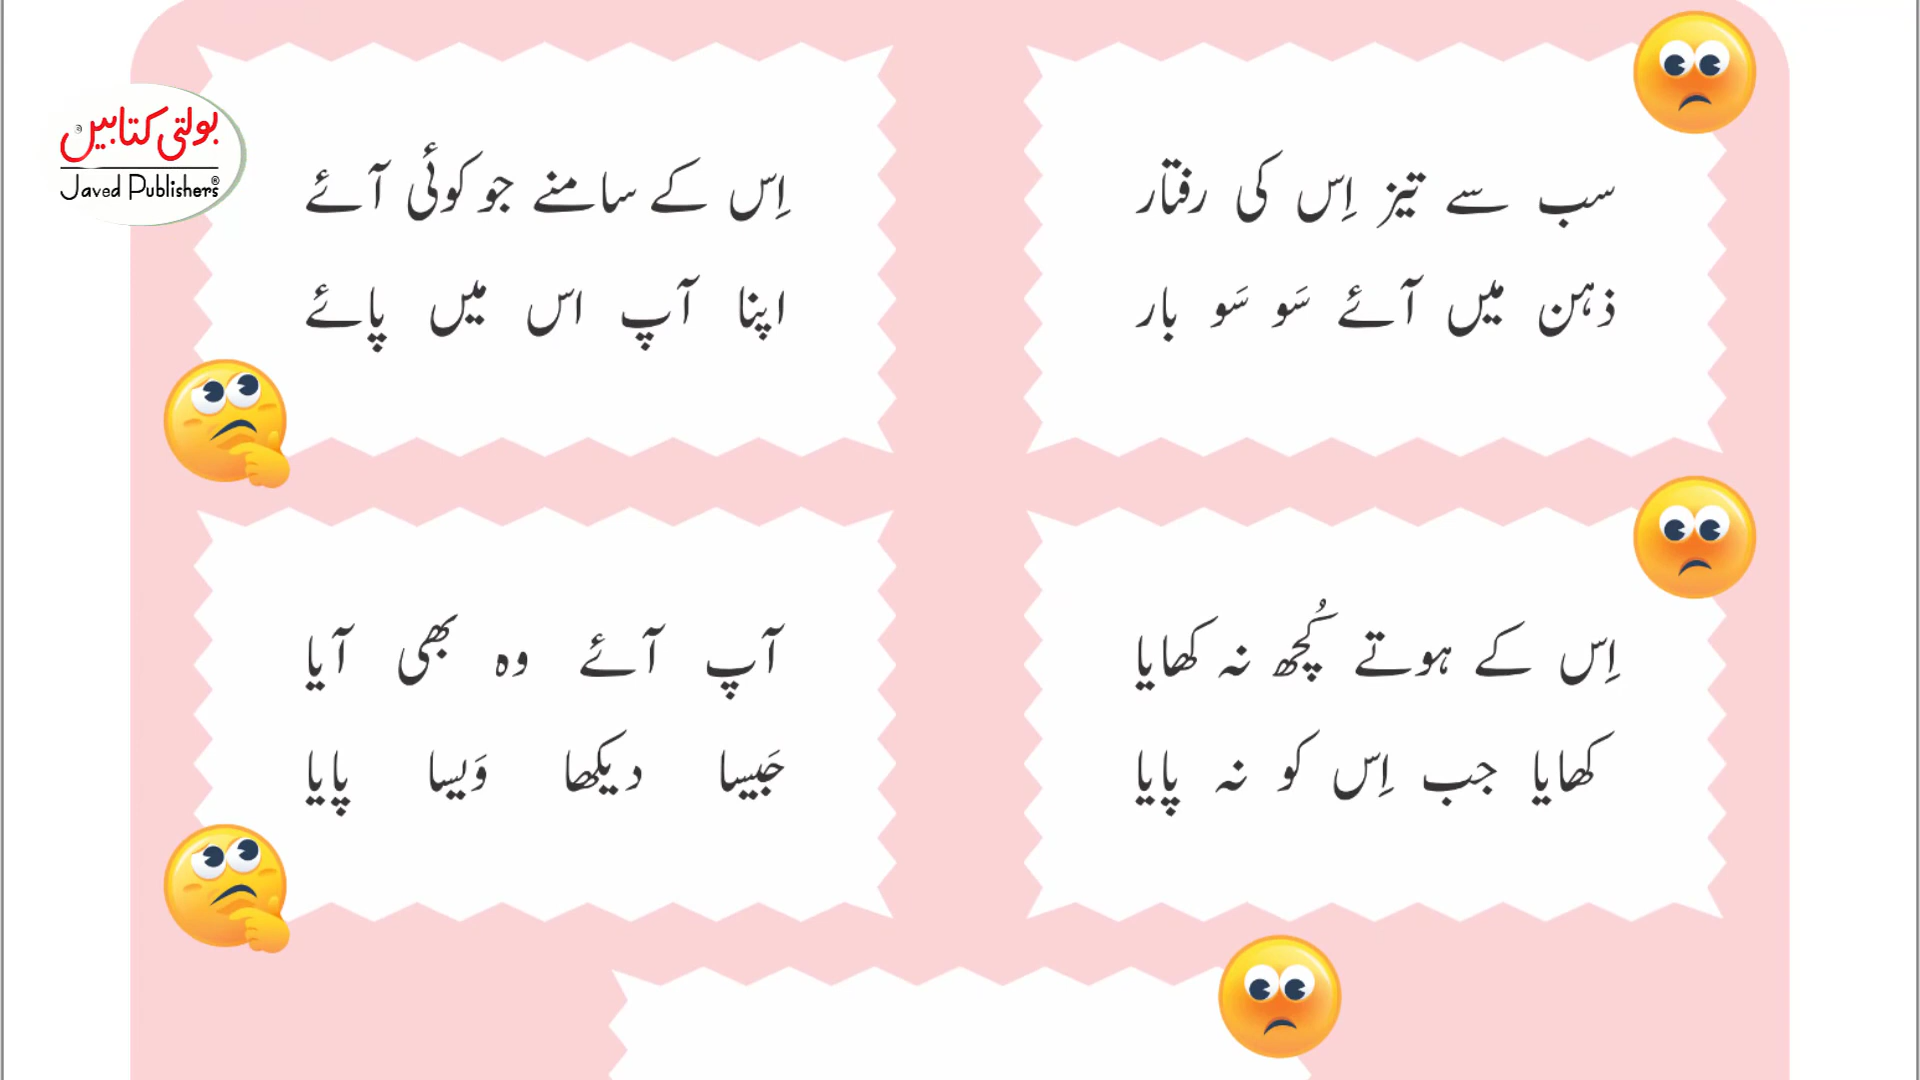 بولتی کتابیں
Javed Publishers®
سب سے تیز اِس کی رفتار
ذہن میں آئے سَو سَو بار
اِس کے سامنے جو کوئی آئے
اپنا آپ اس میں پائے
اِس کے ہوتے کُچھ نہ کھایا
کھایا جب اِس کو نہ پایا
آپ آئے وہ بھی آیا
جَیسا دیکھا وَیسا پایا